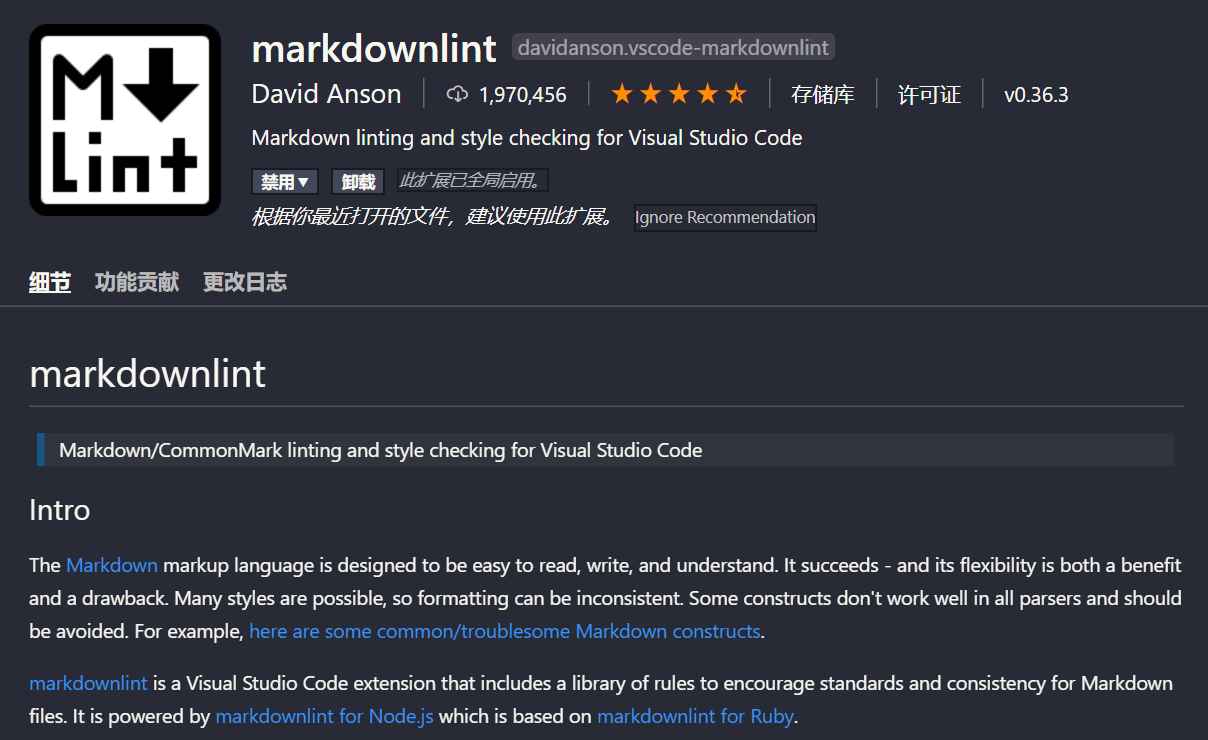 M
Lint
markdownlint davidanson.vscode-markdownlint
David Anson 1,970,456 存储库 许可证 v0.36.3
Markdown linting and style checking for Visual Studio Code
禁用 卸载 此扩展已全局启用。
根据你最近打开的文件，建议使用此扩展。 Ignore Recommendation
细节 功能贡献 更改日志
markdownlint
Markdown/CommonMark linting and style checking for Visual Studio Code
Intro
The Markdown markup language is designed to be easy to read, write, and understand. It succeeds - and its flexibility is both a benefit
and a drawback. Many styles are possible, so formatting can be inconsistent. Some constructs don't work well in all parsers and should
be avoided. For example, here are some common/troublesome Markdown constructs.
markdownlint is a Visual Studio Code extension that includes a library of rules to encourage standards and consistency for Markdown
files. It is powered by markdownlint for Node.js which is based on markdownlint for Ruby.